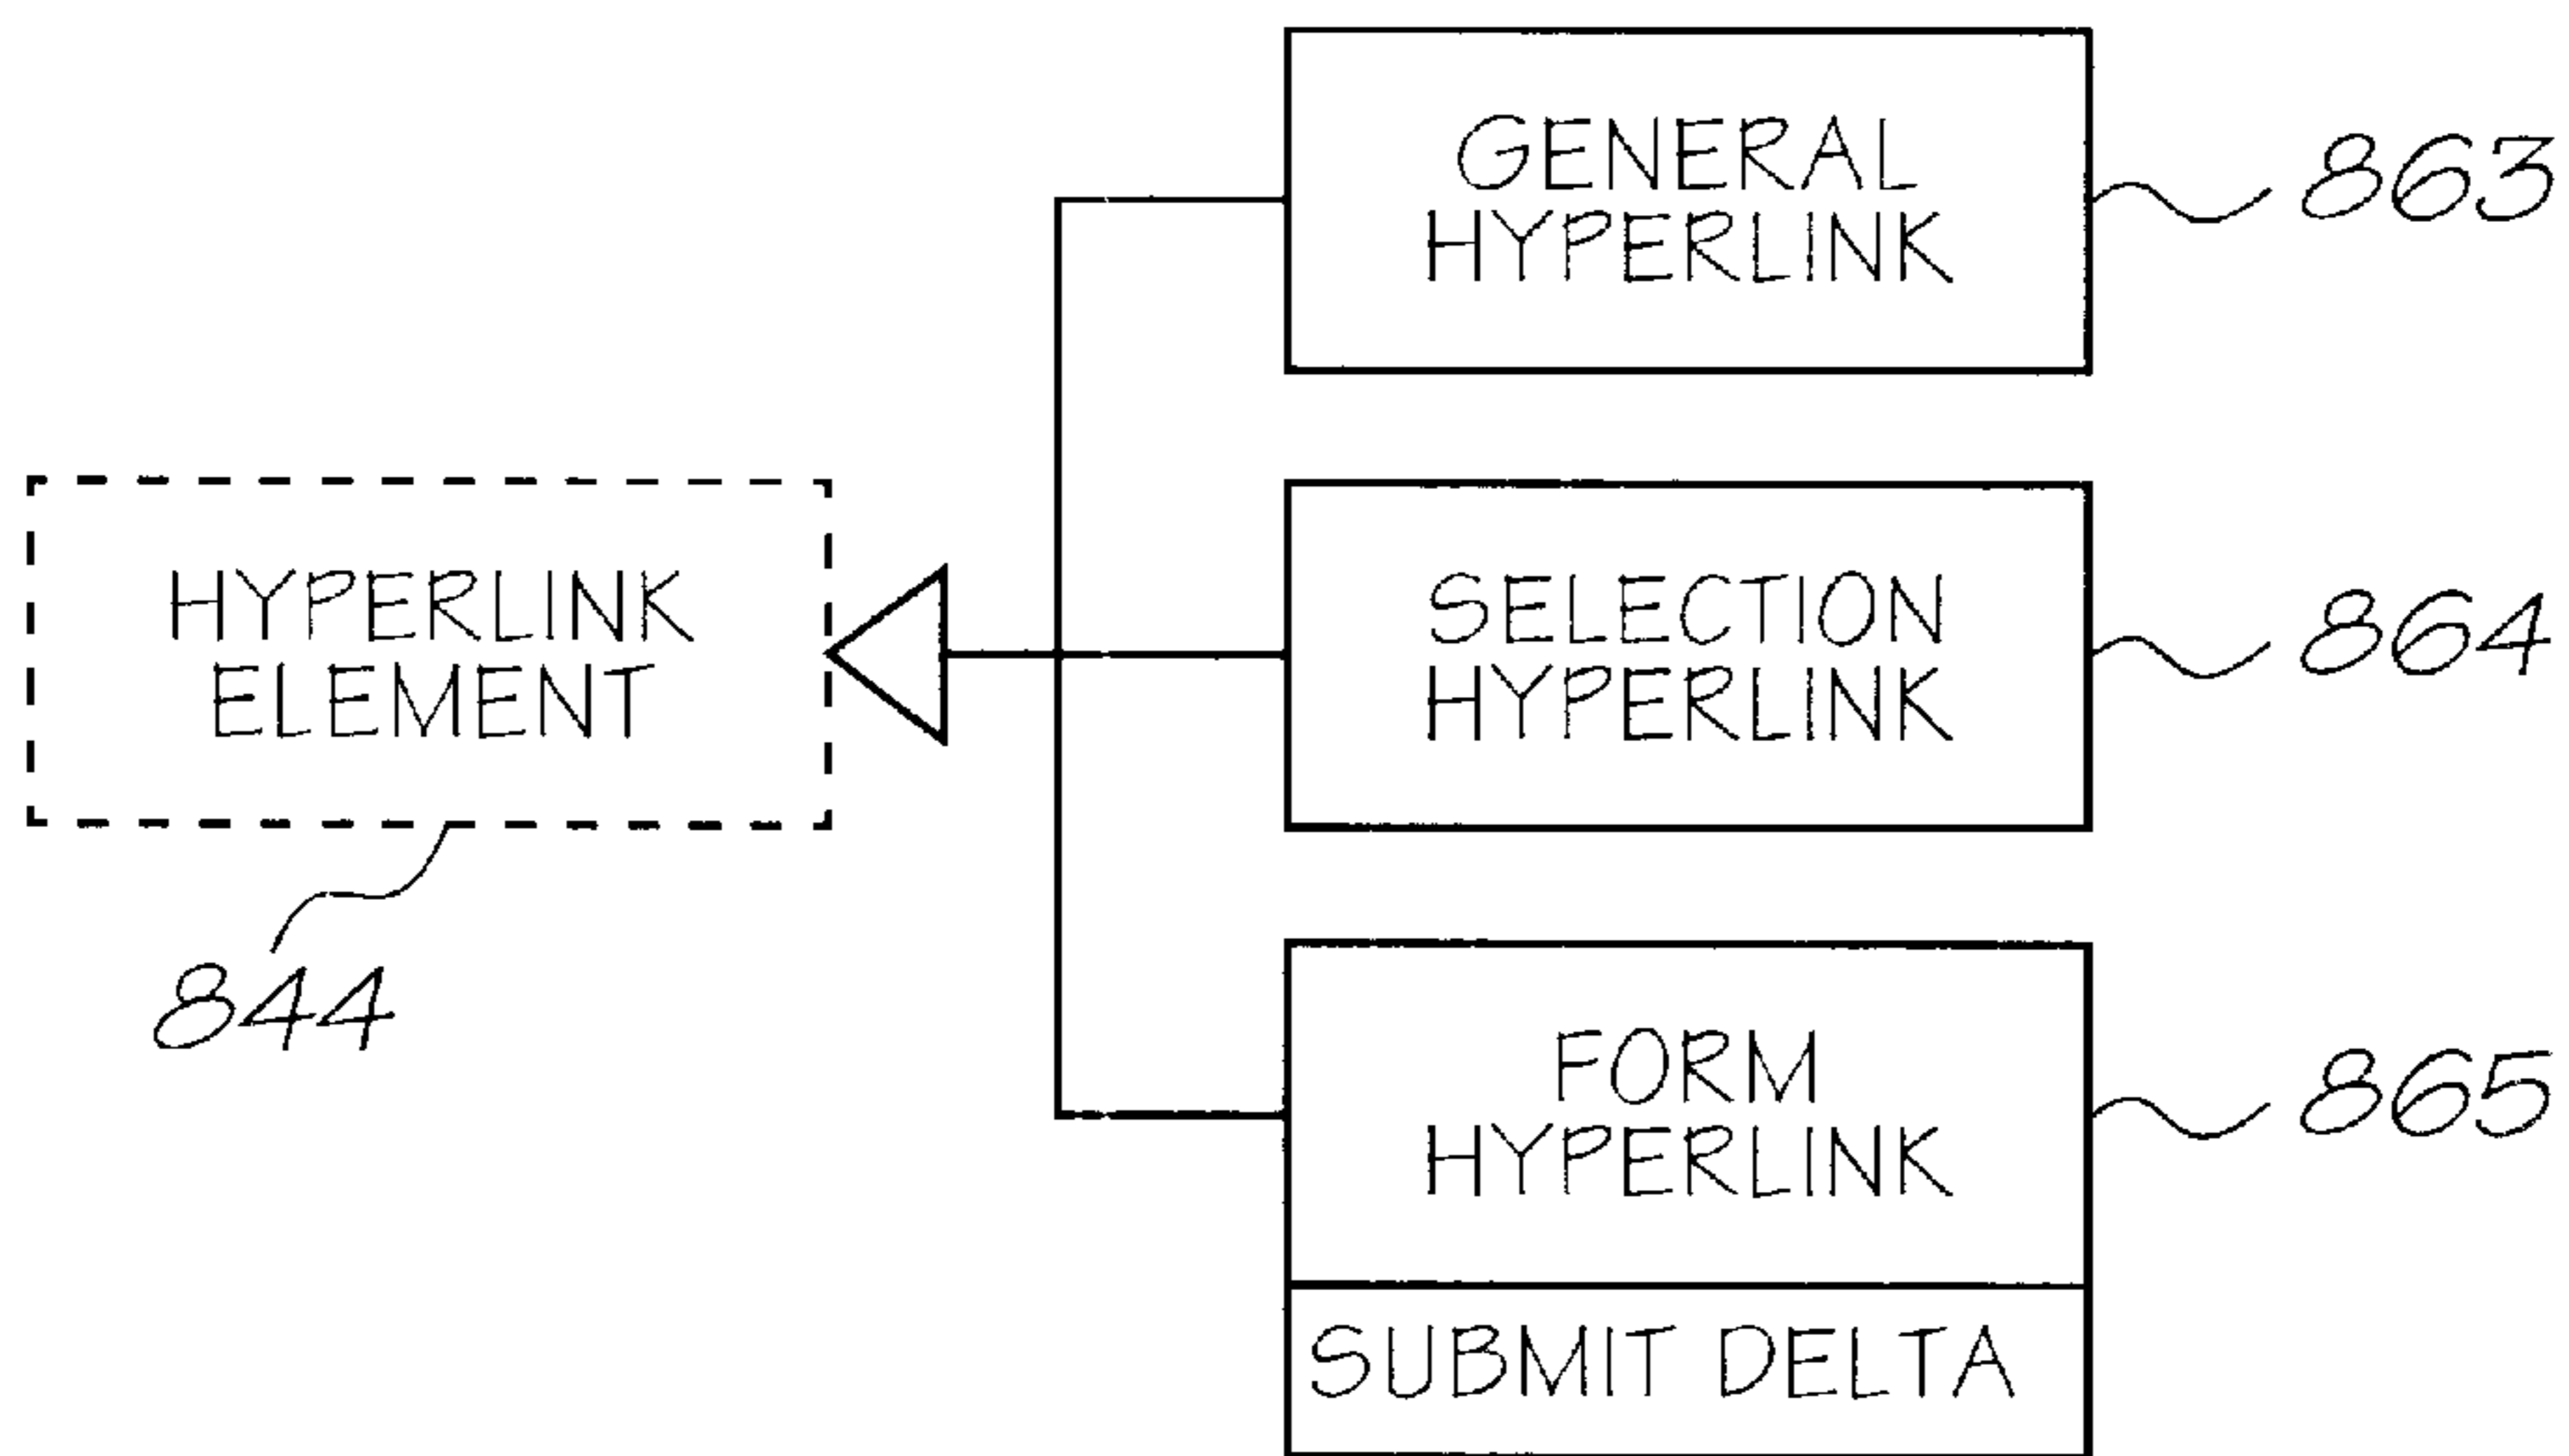 GENERAL
HYPERLINK
863
HYPERLINK
ELEMENT
844
SELECTION
HYPERLINK
864
FORM
HYPERLINK
865
SUBMIT DELTA